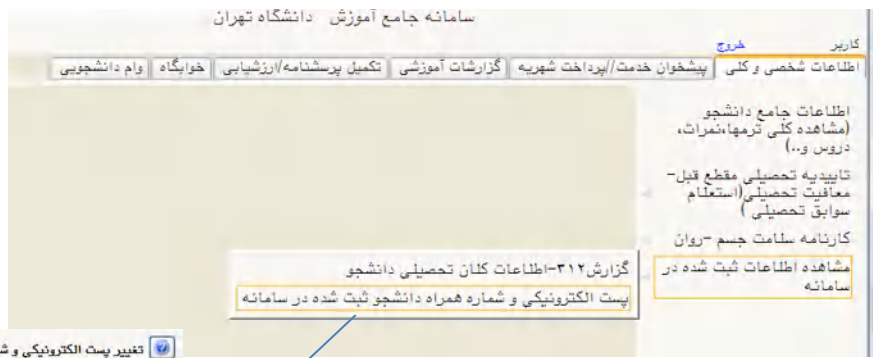 سامانه جامع آموزش دانشگاه تهران
کاربر خروج
اطلاعات شخصی و کلی پیشخوان خدمت//پرداخت شهریه گزارشات آموزشی تکمیل پرسشنامه/ارزشیابی خوابگاه وام دانشجویی
اطلاعات جامع دانشجو
(مشاهده کلی ترمها،نمرات،
دروس و..)
تاییدیه تحصیلی مقطع قبل-
معافیت تحصیلی(استعلام
سوابق تحصیلی )
کارنامه سلامت جسم -روان
مشاهده اطلاعات ثبت شده در
سامانه
گزارش۳۱۲-اطلاعات کلان تحصیلی دانشجو
پست الکترونیکی و شماره همراه دانشجو ثبت شده در سامانه
تغییر پست الکترونیکی و